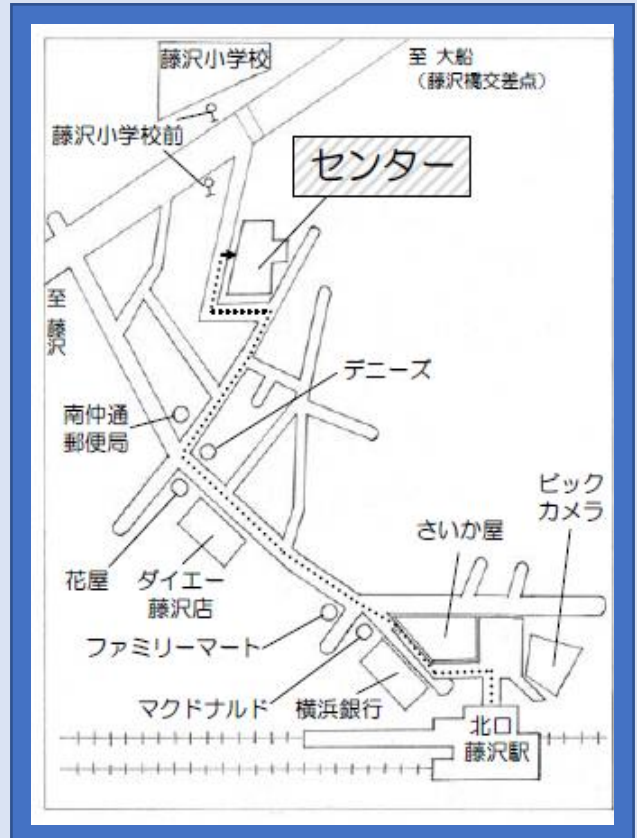 藤沢小学校
至 大船
（藤沢橋交差点）
藤沢小学校前
センター
至 藤沢
デニーズ
南仲通
郵便局
ビック
カメラ
さいか屋
花屋
ダイエー
藤沢店
ファミリーマート
マクドナルド
横浜銀行
北口
藤沢駅